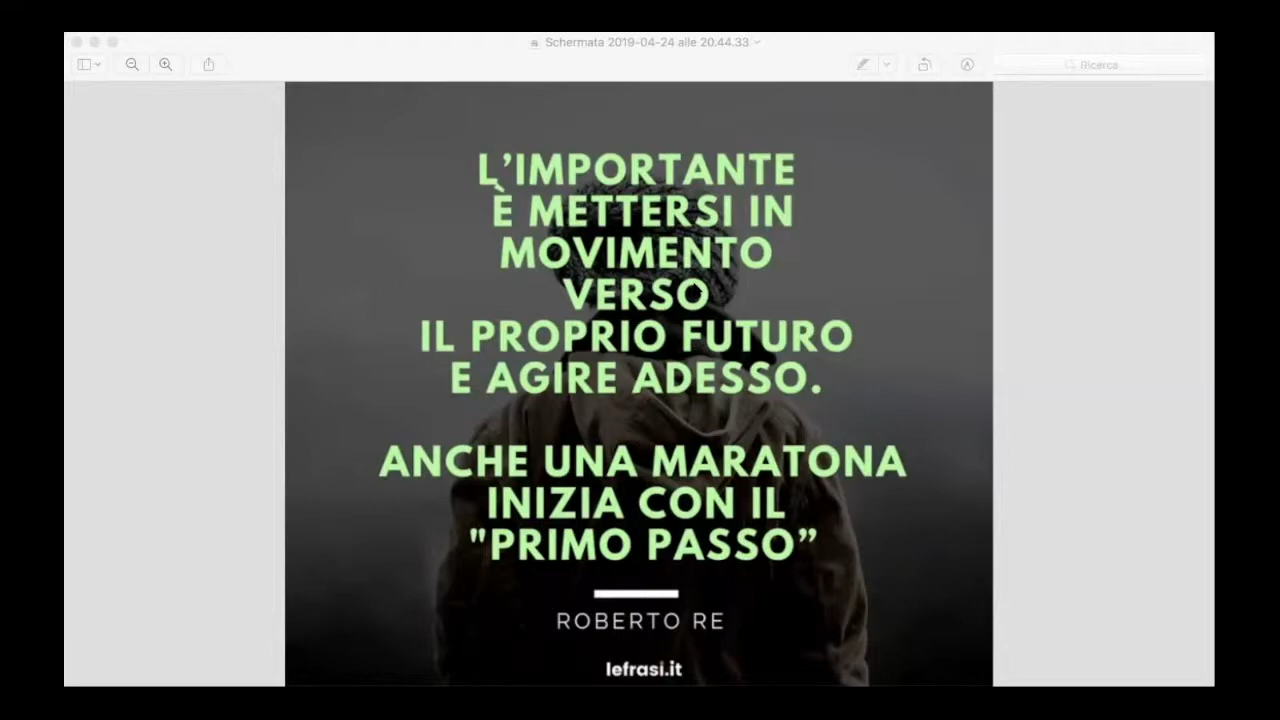 Schermata 2019-04-24 alle 20.44.33
Ricerca
L’IMPORTANTE
È METTERSI IN
MOVIMENTO
VERSO
IL PROPRIO FUTURO
E AGIRE ADESSO.
ANCHE UNA MARATONA
INIZIA CON IL
"PRIMO PASSO”
ROBERTO RE
lefrasi.it